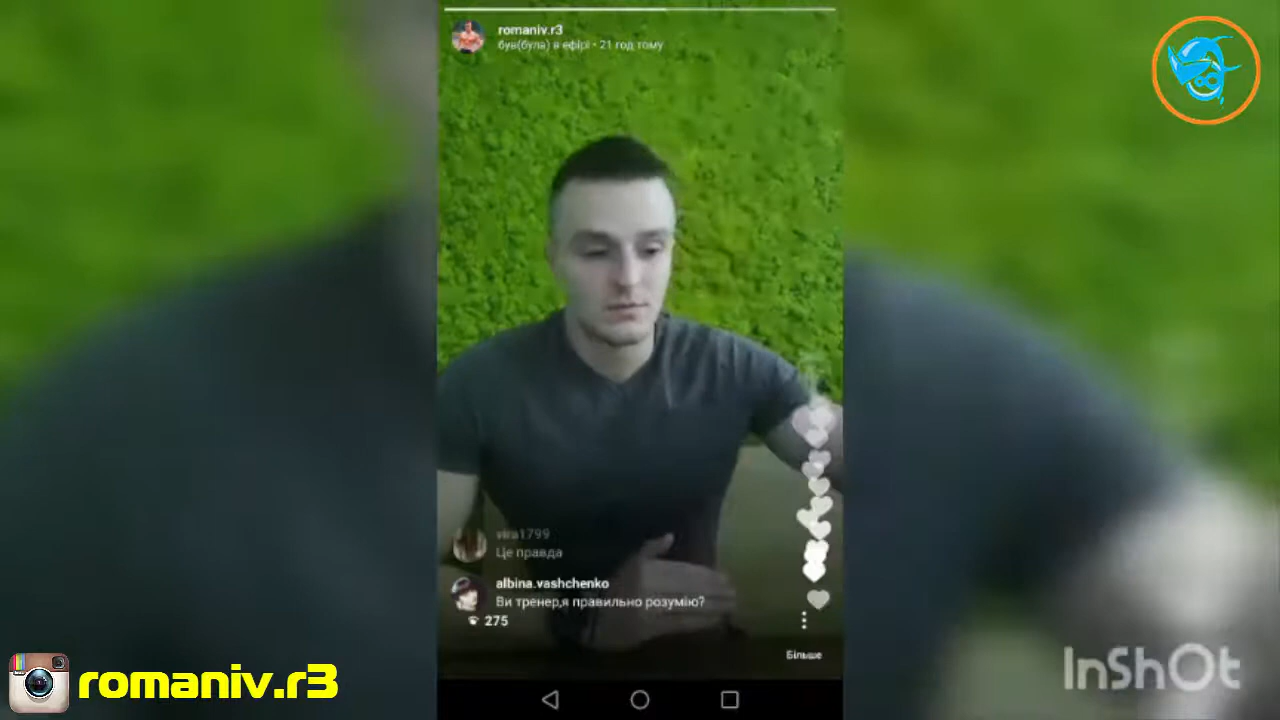 romaniv.r3
був(була) в ефірі • 21 год тому
vira1799
Це правда
albina.vashchenko
Ви тренер,я правильно розумію?
275
Більше
romaniv.r3
InShOt